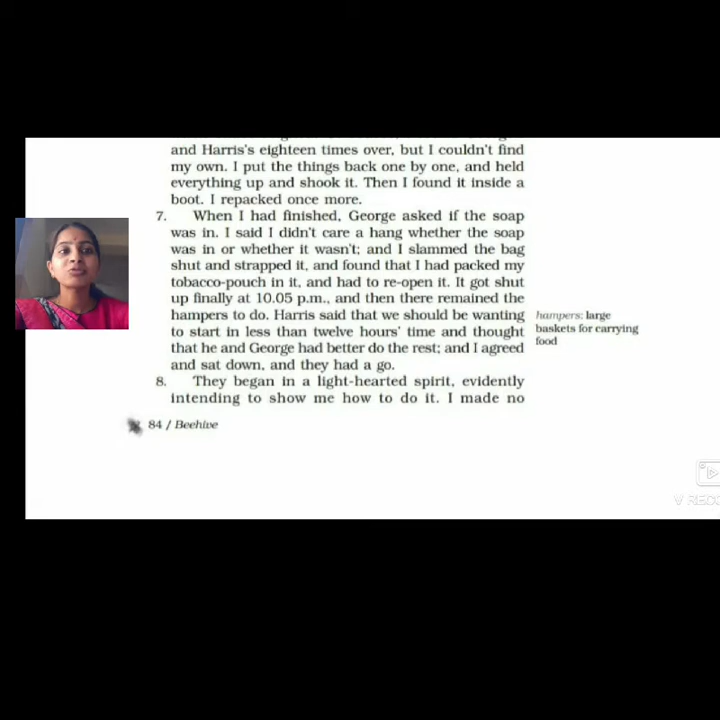 and Harris's eighteen times over, but I couldn't find
my own. I put the things back one by one, and held
everything up and shook it. Then I found it inside a
boot. I repacked once more.
7. When I had finished, George asked if the soap
was in. I said I didn't care a hang whether the soap
was in or whether it wasn't; and I slammed the bag
shut and strapped it, and found that I had packed my
tobacco-pouch in it, and had to re-open it. It got shut
up finally at 10.05 p.m., and then there remained the
hampers to do. Harris said that we should be wanting
to start in less than twelve hours' time and thought
that he and George had better do the rest; and I agreed
and sat down, and they had a go.
hampers: large
baskets for carrying
food
8. They began in a light-hearted spirit, evidently
intending to show me how to do it. I made no
84 / Beehive